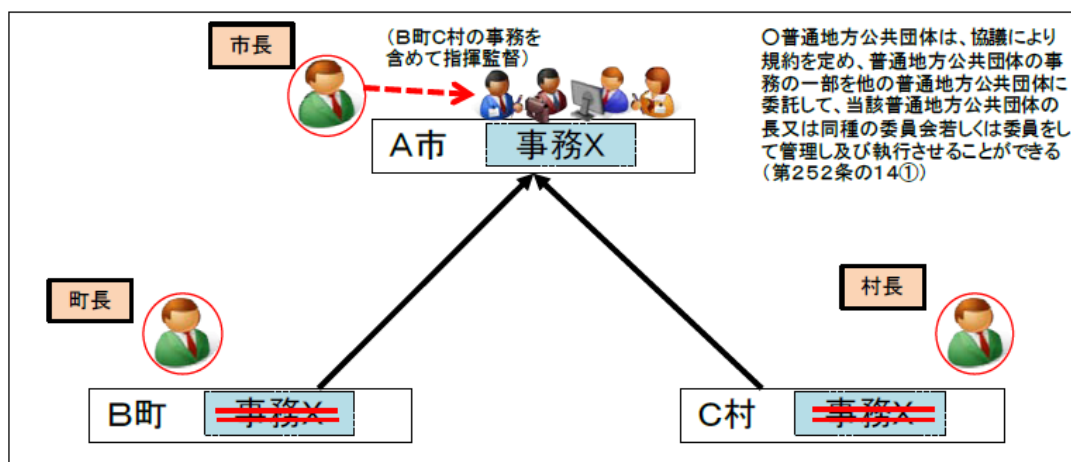 市長
(B町C村の事務を
含めて指揮監督)
○普通地方公共団体は、協議により
規約を定め、普通地方公共団体の事
務の一部を他の普通地方公共団体に
委託して、当該普通地方公共団体の
長又は同種の委員会若しくは委員をし
て管理し及び執行させることができる
(第252条の14①)
A市 事務X
町長
村長
B町 事務X
C村 事務X